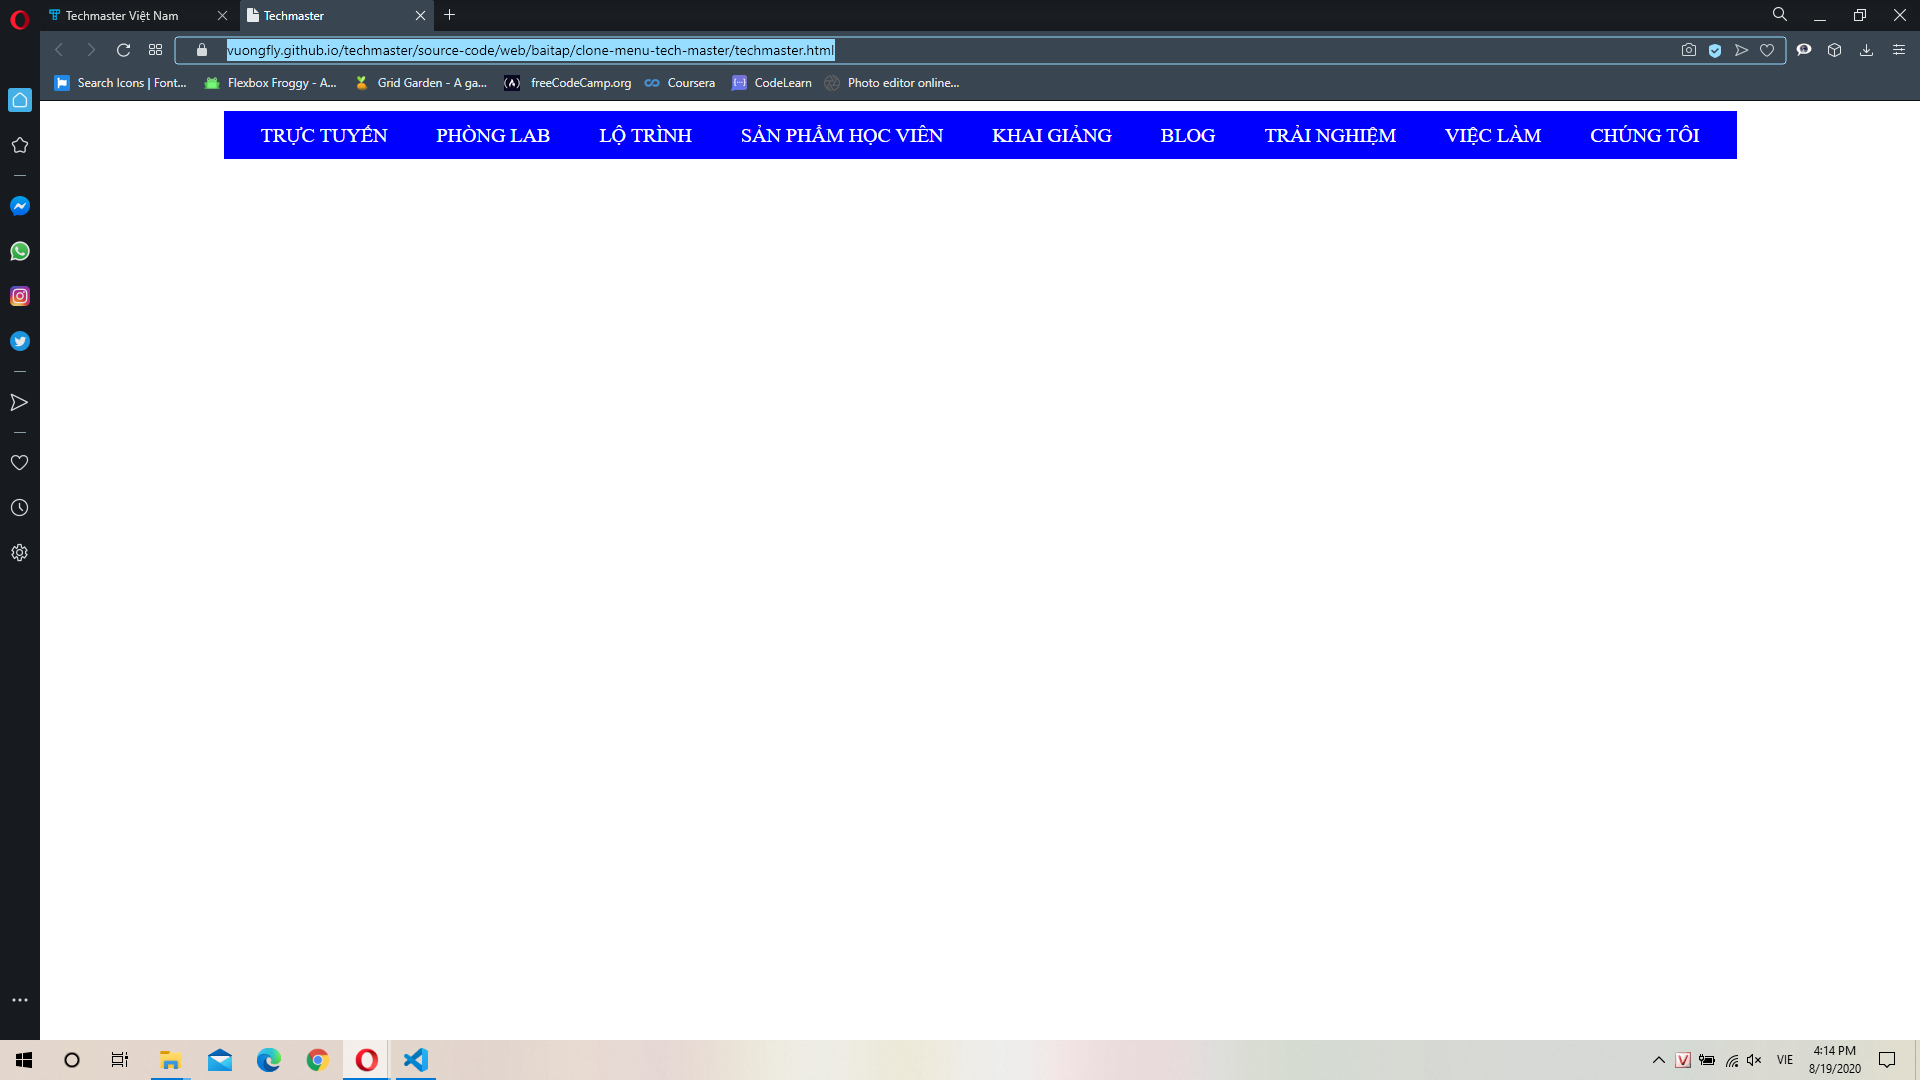 Techmaster Việt Nam
Techmaster
vuongfly.github.io/techmaster/source-code/web/baitap/clone-menu-tech-master/techmaster.html
Search Icons | Font... Flexbox Froggy - A... Grid Garden - A ga... freeCodeCamp.org Coursera CodeLearn Photo editor online...
TRỰC TUYẾN PHÒNG LAB LỘ TRÌNH SẢN PHẨM HỌC VIÊN KHAI GIẢNG BLOG TRẢI NGHIỆM VIỆC LÀM CHÚNG TÔI
VIE
4:14 PM
8/19/2020